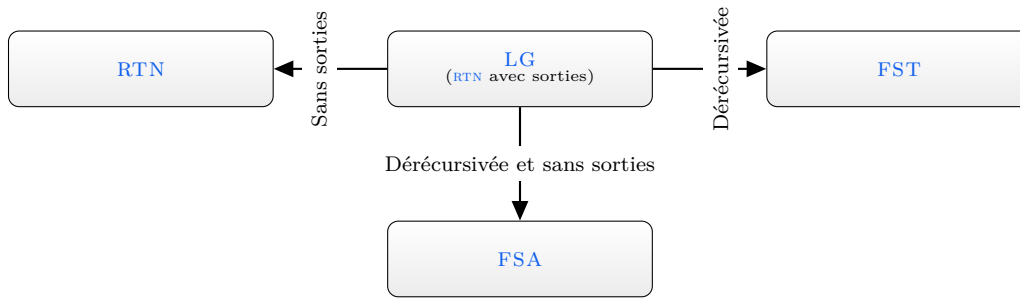 RTN
Sans sorties
LG
(RTN avec sorties)
Dérécursivée
FST
Dérécursivée et sans sorties
FSA